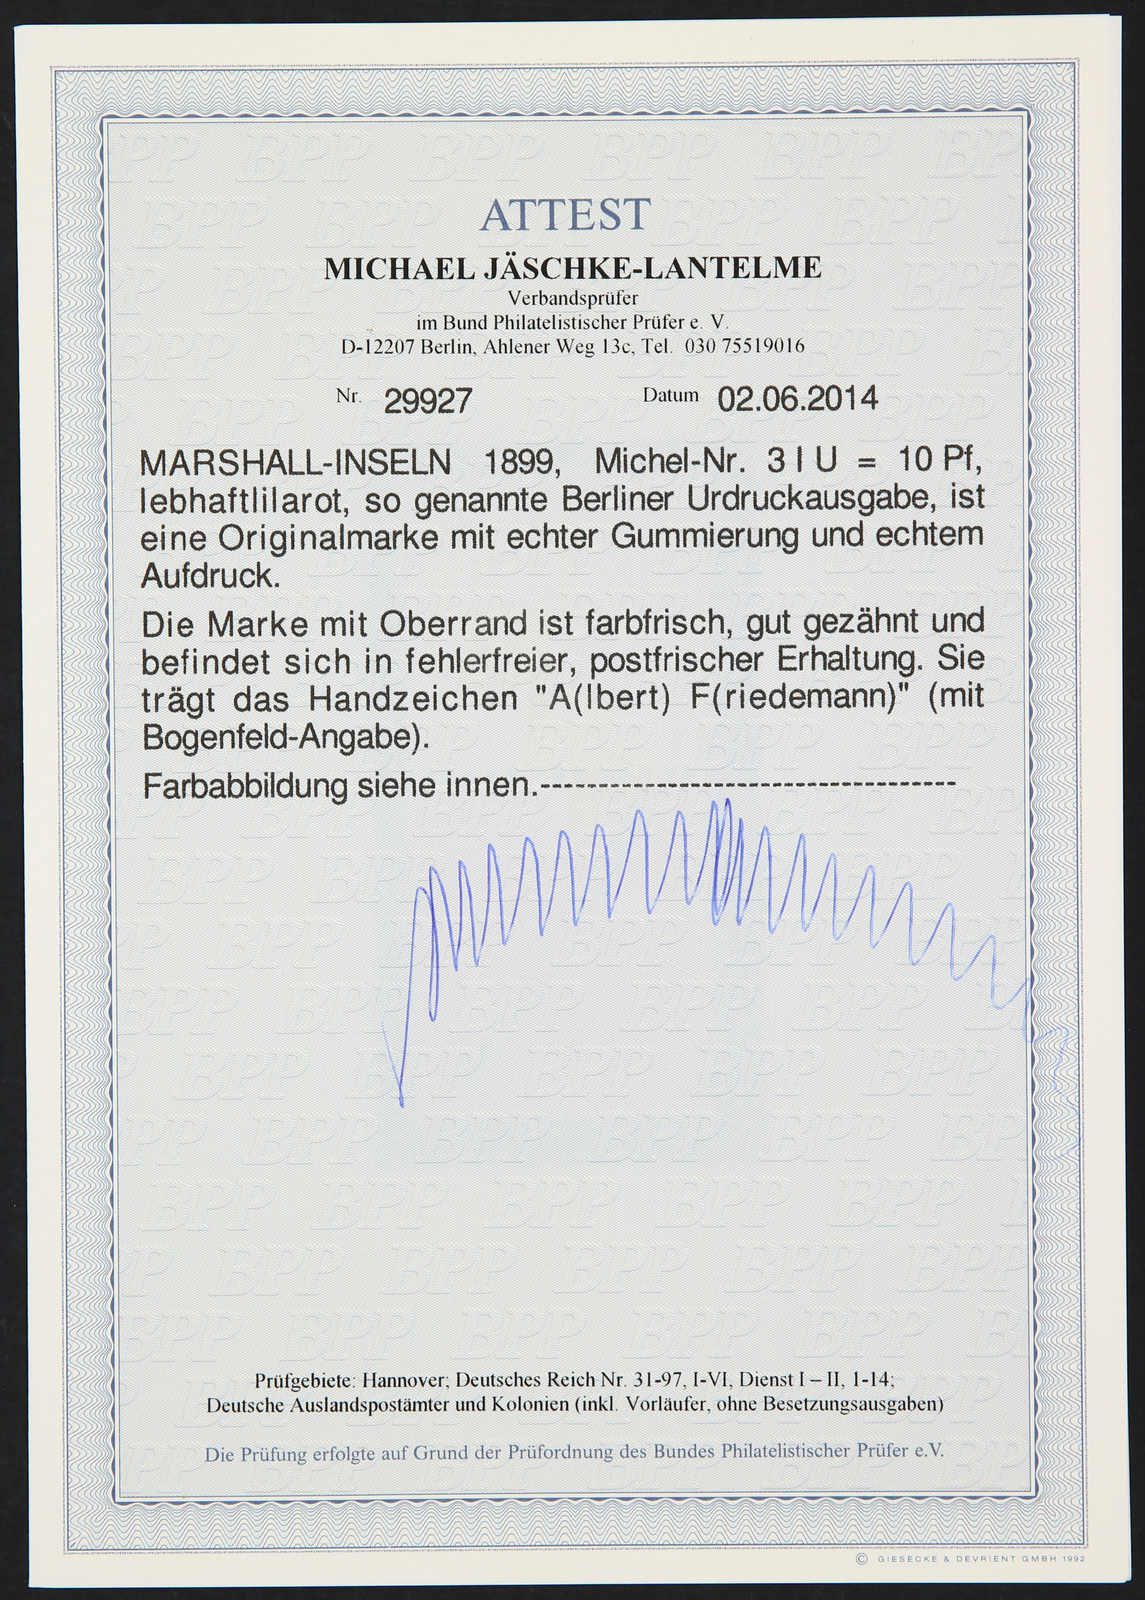 ATTEST
MICHAEL JÄSCHKE-LANTELME
Verbandsprüfer
im Bund Philatelistischer Prüfer e. V.
D-12207 Berlin, Ahlener Weg 13c, Tel. 030 75519016
Nr. 29927 Datum 02.06.2014
MARSHALL-INSELN 1899, Michel-Nr. 3 I U = 10 Pf,
lebhaftlilarot, so genannte Berliner Urdruckausgabe, ist
eine Originalmarke mit echter Gummierung und echtem
Aufdruck.
Die Marke mit Oberrand ist farbfrisch, gut gezähnt und
befindet sich in fehlerfreier, postfrischer Erhaltung. Sie
trägt das Handzeichen "A(lbert) F(riedemann)" (mit
Bogenfeld-Angabe).
Farbabbildung siehe innen.-----------------------------------
Prüfgebiete: Hannover; Deutsches Reich Nr. 31-97, I-VI, Dienst I – II, 1-14;
Deutsche Auslandspostämter und Kolonien (inkl. Vorläufer, ohne Besetzungsausgaben)
Die Prüfung erfolgte auf Grund der Prüfordnung des Bundes Philatelistischer Prüfer e.V.
© GIESECKE & DEVRIENT GMBH 1992